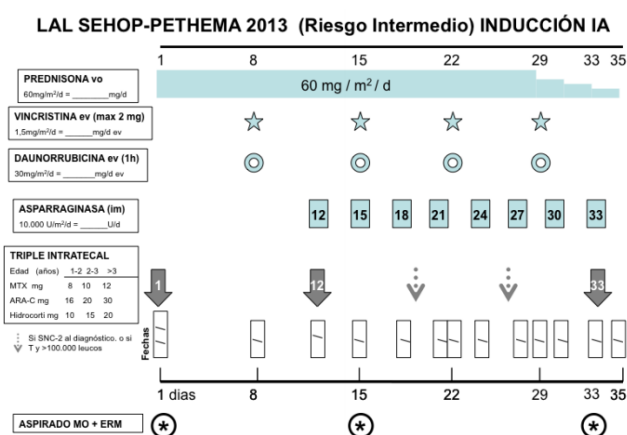 LAL SEHOP-PETHEMA 2013 (Riesgo Intermedio) INDUCCIÓN IA
1 8 15 22 29 33 35
PREDNISONA vo
60mg/m²/d = ______mg/d
60 mg / m² / d
VINCRISTINA ev (max 2 mg)
1,5mg/m²/d = ______mg/d ev
DAUNORRUBICINA ev (1h)
30mg/m²/d = ______mg/d ev
ASPARRAGINASA (im)
10.000 U/m²/d = _____U/d
12 15 18 21 24 27 30 33
TRIPLE INTRATECAL
Edad (años) 1-2 2-3 >3
MTX mg 8 10 12
ARA-C mg 16 20 30
Hidrocorti mg 10 15 20
1 12 33
Si SNC-2 al diagnóstico. o si
T y >100.000 leucos
Fechas
1 dias 8 15 22 29 33 35
ASPIRADO MO + ERM
* * *